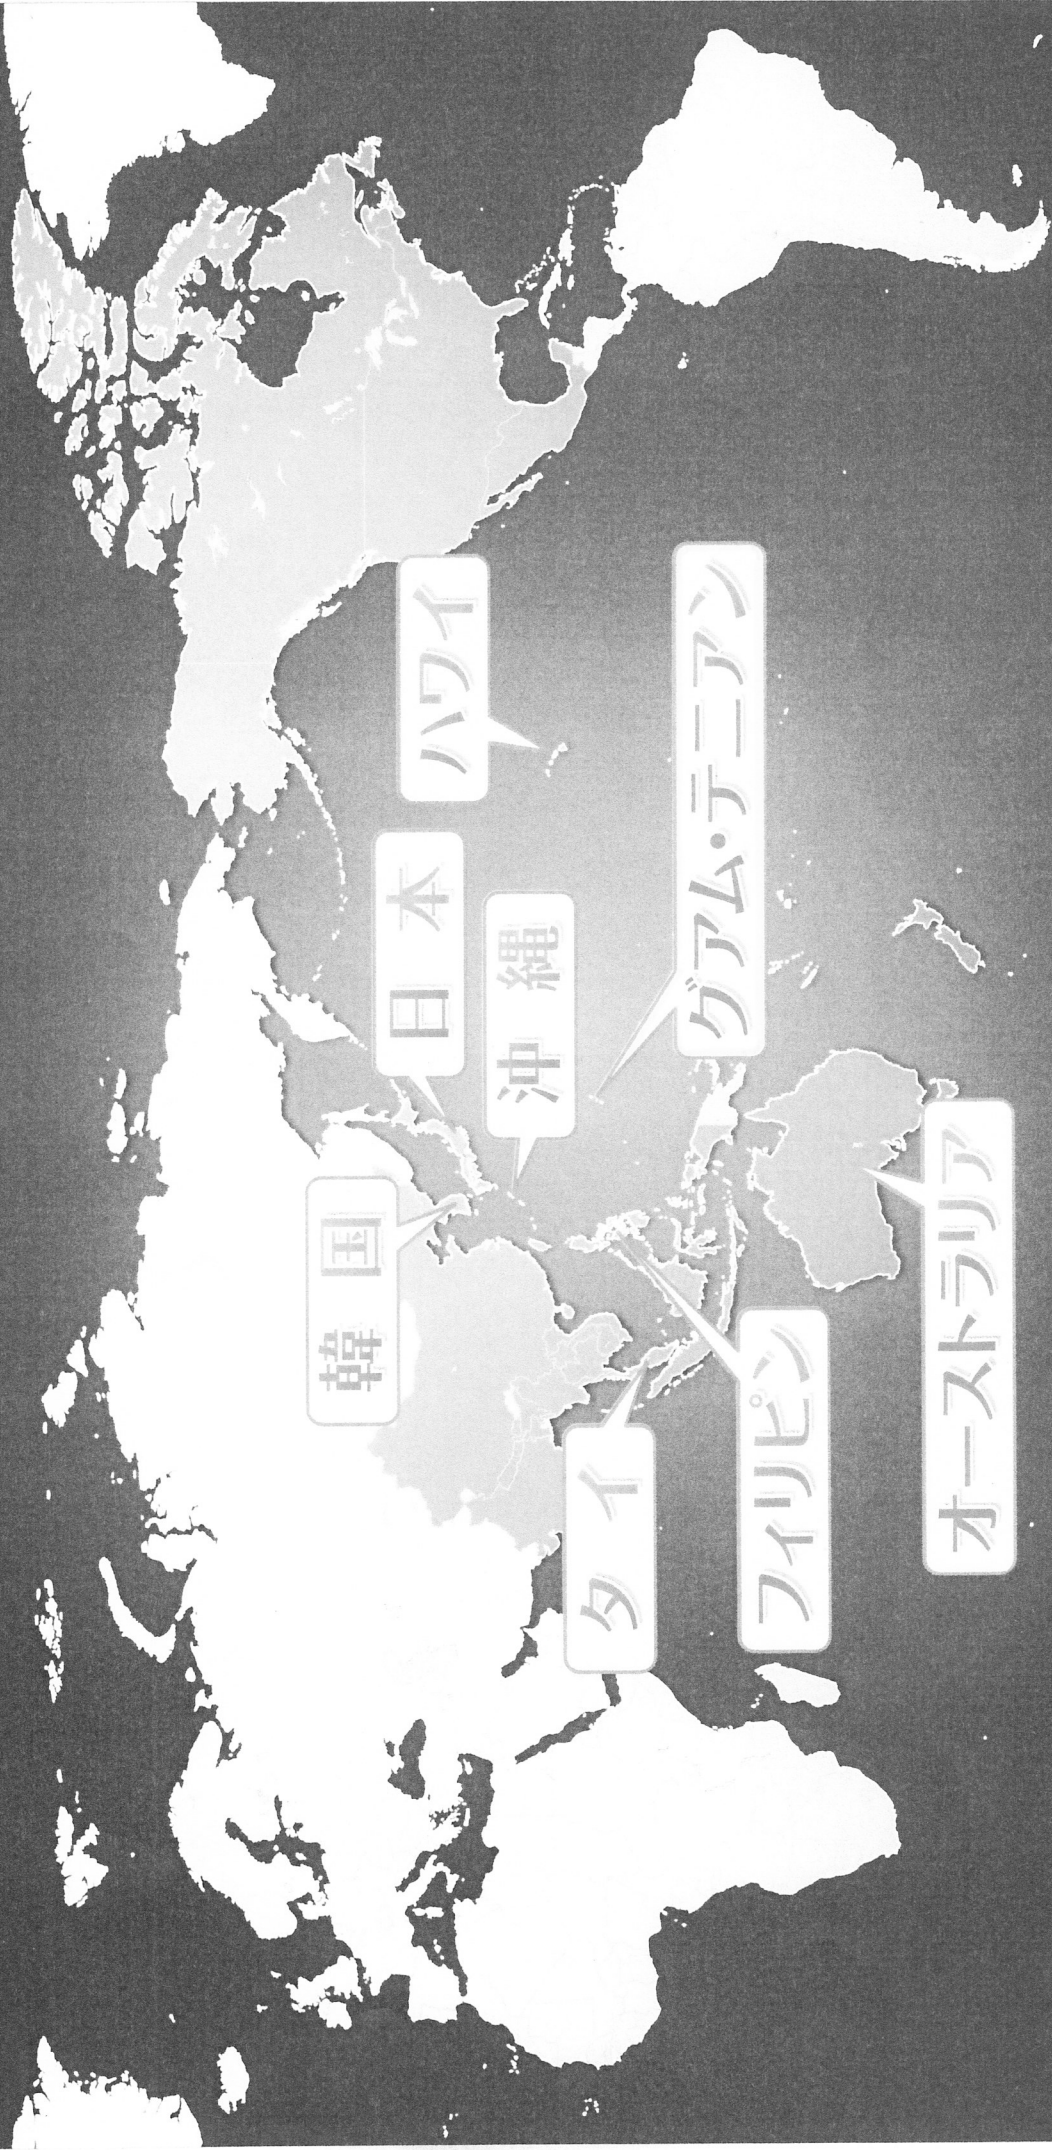 ハワイ
日本
沖縄
韓国
グアム・テニアン
タイ
フィリピン
オーストラリア